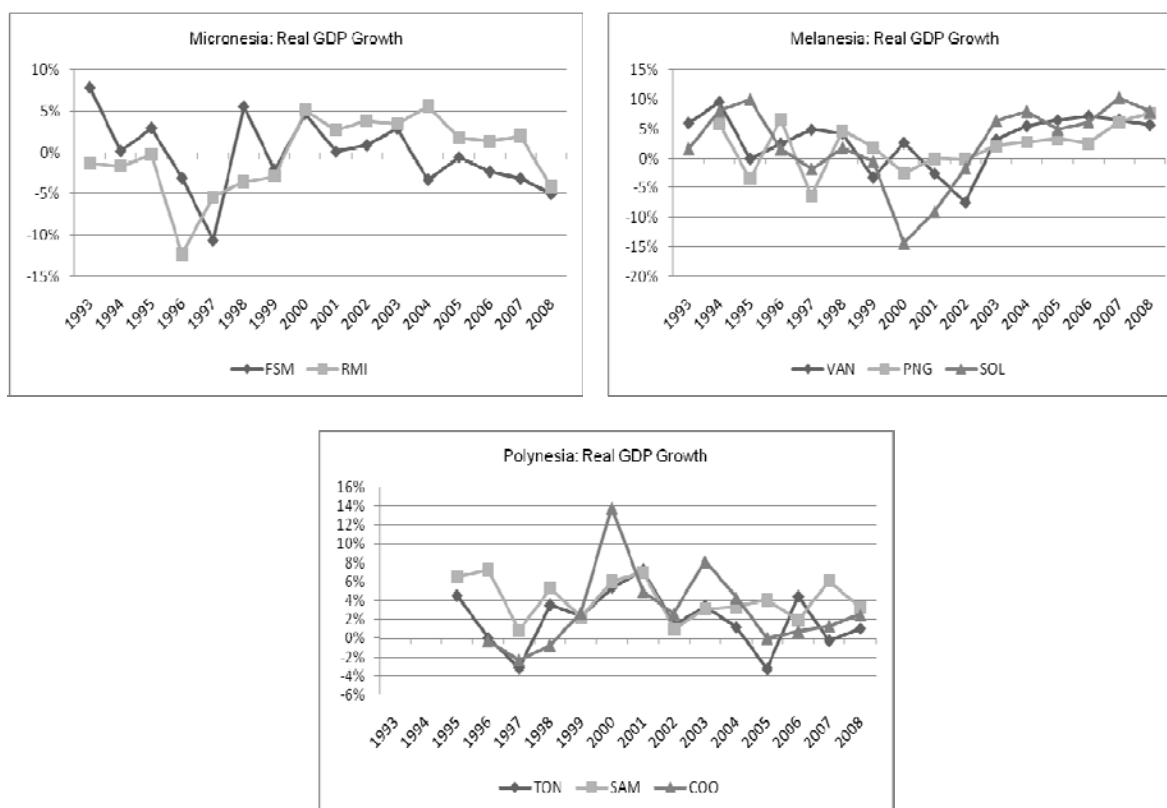 Micronesia: Real GDP Growth
10%
5%
0%
-5%
-10%
-15%
1993 1994 1995 1996 1997 1998 1999 2000 2001 2002 2003 2004 2005 2006 2007 2008
FSM RMI
Melanesia: Real GDP Growth
15%
10%
5%
0%
-5%
-10%
-15%
-20%
1993 1994 1995 1996 1997 1998 1999 2000 2001 2002 2003 2004 2005 2006 2007 2008
VAN PNG SOL
Polynesia: Real GDP Growth
16%
14%
12%
10%
8%
6%
4%
2%
0%
-2%
-4%
-6%
1993 1994 1995 1996 1997 1998 1999 2000 2001 2002 2003 2004 2005 2006 2007 2008
TON SAM COO